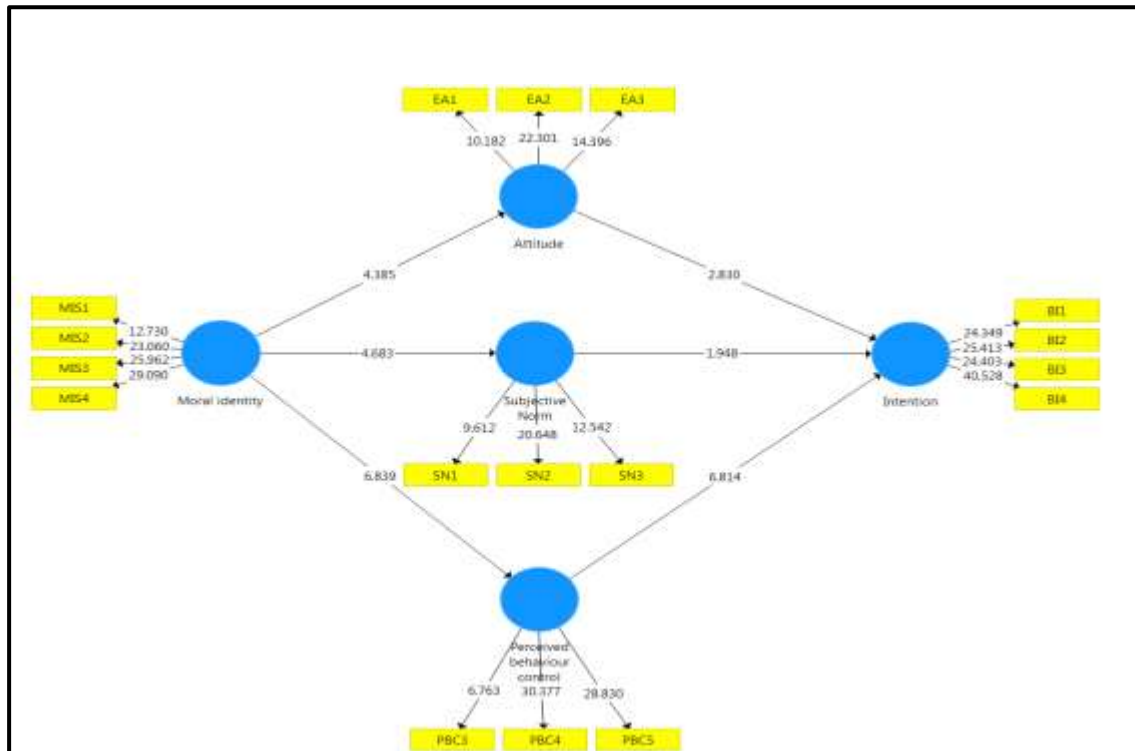 EA1 EA2 EA3
10.182 22.301 14.396
Attitude
4.385 2.830
MIS1
MIS2
MIS3
MIS4
12.730
23.060
25.962
29.090
Moral identity
4.683 1.948
Subjective
Norm
9.612 20.648 12.542
SN1 SN2 SN3
BI1
BI2
BI3
BI4
24.349
25.413
24.403
40.528
Intention
6.839 6.814
Perceived
behaviour
control
6.763 30.377 28.830
PBC3 PBC4 PBC5